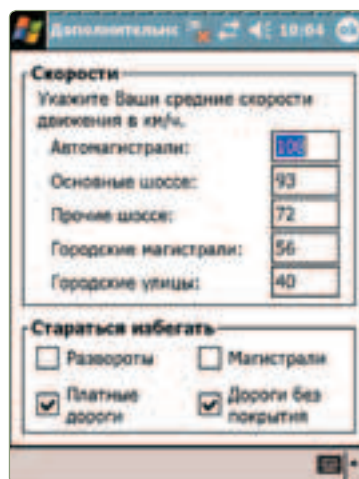 Дополнительнс 10:04 ok
Скорости
Укажите Ваши средние скорости
движения в км/ч.
Автомагистрали: 108
Основные шоссе: 93
Прочие шоссе: 72
Городские магистрали: 56
Городские улицы: 40
Стараться избегать
Развороты Магистрали
Платные дороги Дороги без покрытия